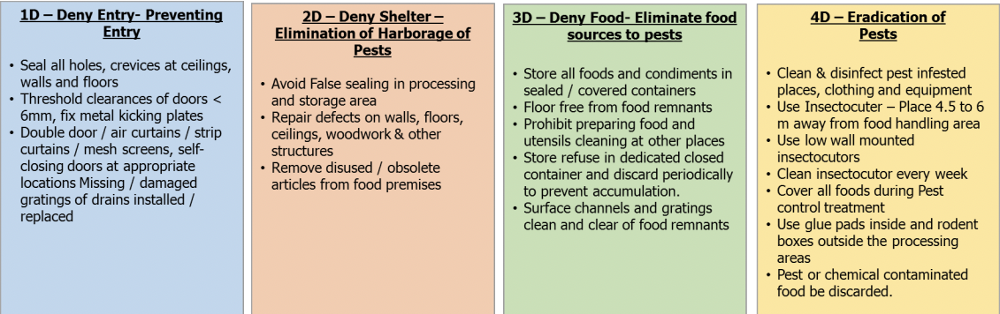 1D – Deny Entry- Preventing
Entry
• Seal all holes, crevices at ceilings,
walls and floors
• Threshold clearances of doors <
6mm, fix metal kicking plates
• Double door / air curtains / strip
curtains / mesh screens, self-
closing doors at appropriate
locations Missing / damaged
gratings of drains installed /
replaced
2D – Deny Shelter –
Elimination of Harborage of
Pests
• Avoid False sealing in processing
and storage area
• Repair defects on walls, floors,
ceilings, woodwork & other
structures
• Remove disused / obsolete
articles from food premises
3D – Deny Food- Eliminate food
sources to pests
• Store all foods and condiments in
sealed / covered containers
• Floor free from food remnants
• Prohibit preparing food and
utensils cleaning at other places
• Store refuse in dedicated closed
container and discard periodically
to prevent accumulation.
• Surface channels and gratings
clean and clear of food remnants
4D – Eradication of
Pests
• Clean & disinfect pest infested
places, clothing and equipment
• Use Insectocuter – Place 4.5 to 6
m away from food handling area
• Use low wall mounted
insectocutors
• Clean insectocutor every week
• Cover all foods during Pest
control treatment
• Use glue pads inside and rodent
boxes outside the processing
areas
• Pest or chemical contaminated
food be discarded.